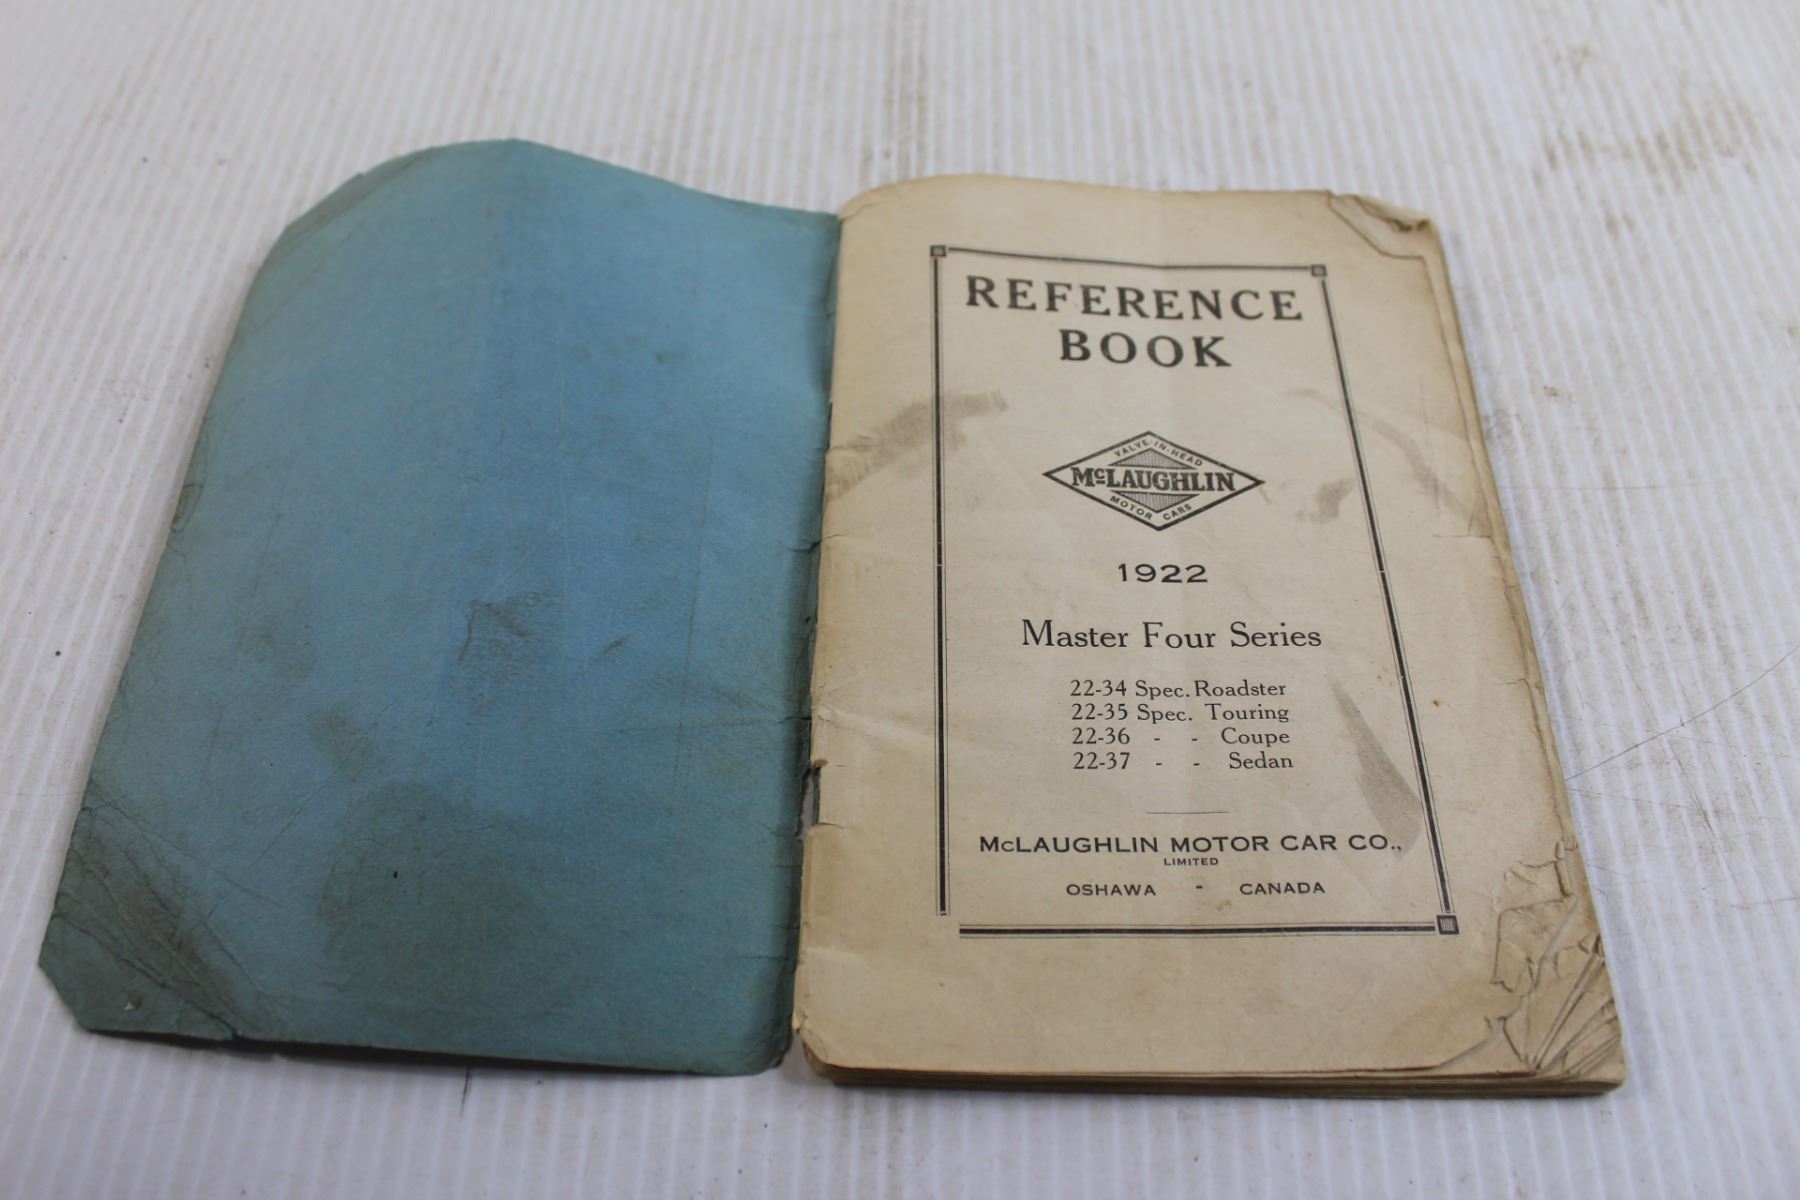 REFERENCE
BOOK
VALVE-IN-HEAD
McLAUGHLIN
MOTOR CARS
1922
Master Four Series
22-34 Spec. Roadster
22-35 Spec. Touring
22-36 - - Coupe
22-37 - - Sedan
McLAUGHLIN MOTOR CAR CO.,
LIMITED
OSHAWA - CANADA